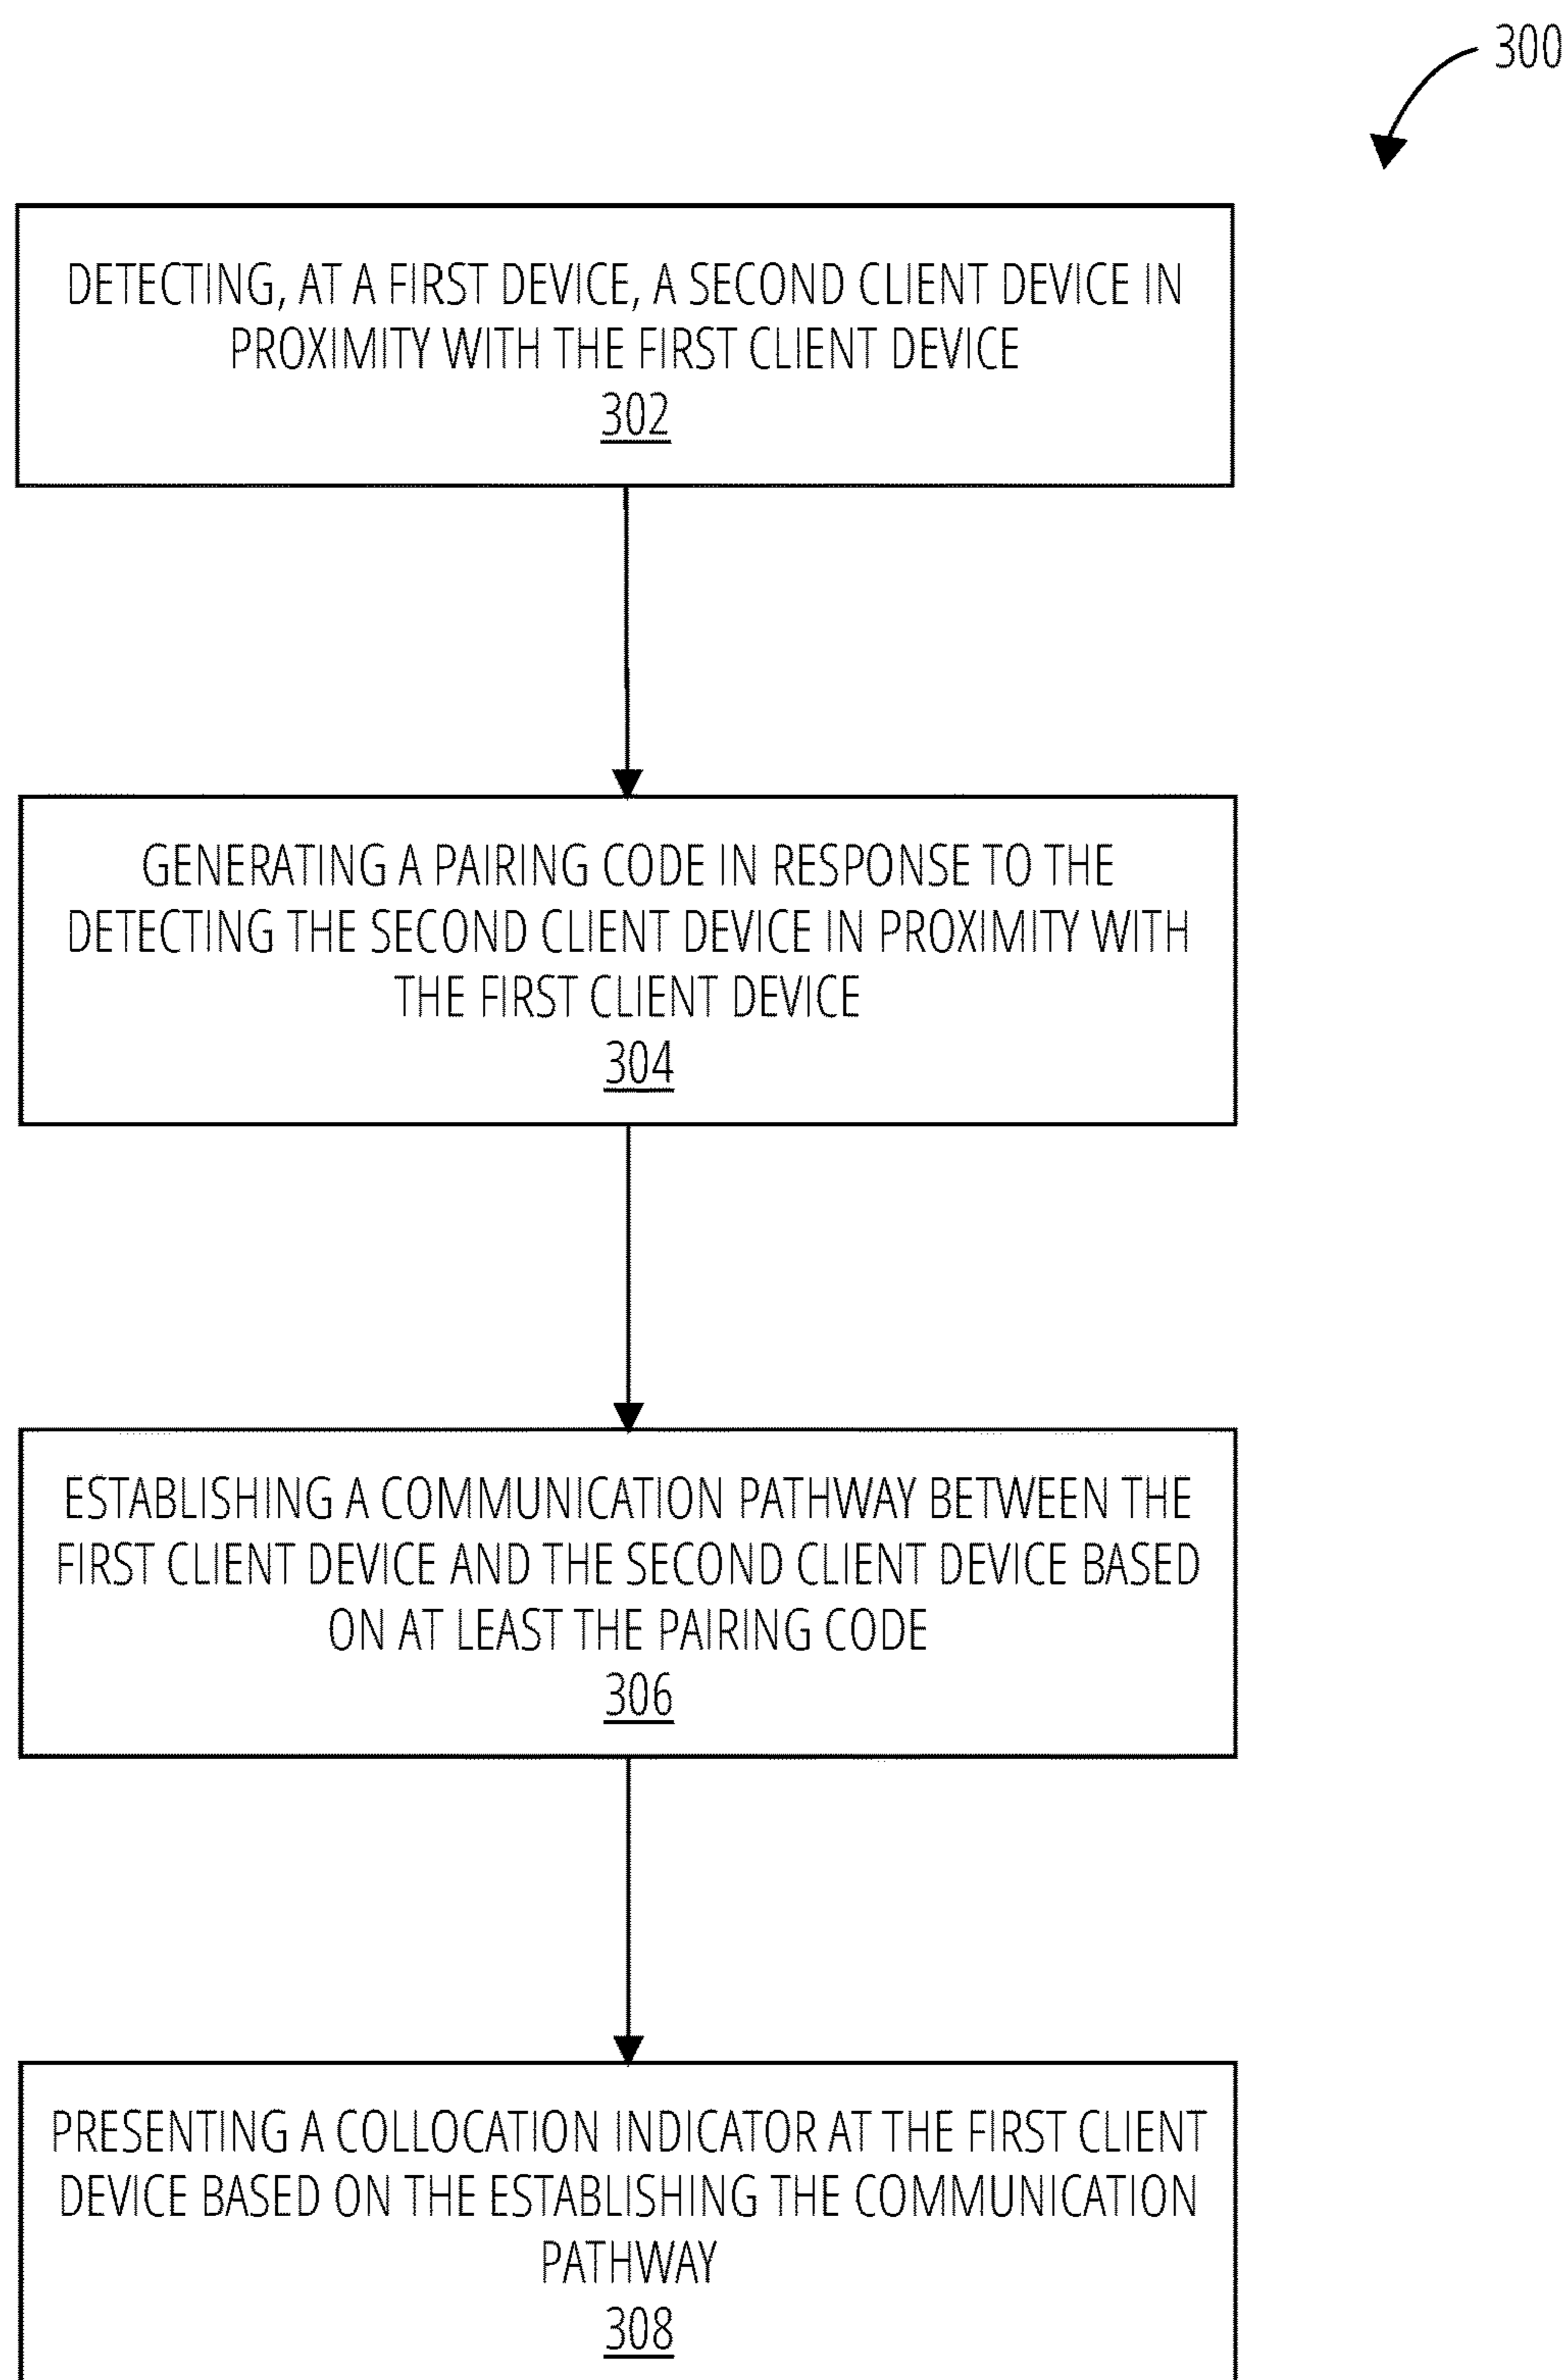 300
DETECTING, AT A FIRST DEVICE, A SECOND CLIENT DEVICE IN
PROXIMITY WITH THE FIRST CLIENT DEVICE
302
GENERATING A PAIRING CODE IN RESPONSE TO THE
DETECTING THE SECOND CLIENT DEVICE IN PROXIMITY WITH
THE FIRST CLIENT DEVICE
304
ESTABLISHING A COMMUNICATION PATHWAY BETWEEN THE
FIRST CLIENT DEVICE AND THE SECOND CLIENT DEVICE BASED
ON AT LEAST THE PAIRING CODE
306
PRESENTING A COLLOCATION INDICATOR AT THE FIRST CLIENT
DEVICE BASED ON THE ESTABLISHING THE COMMUNICATION
PATHWAY
308